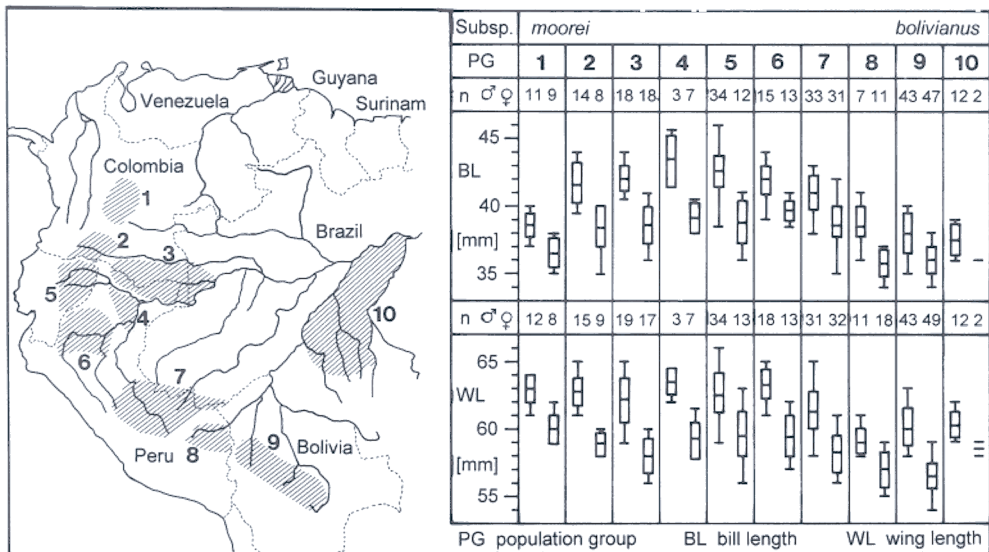 Guyana
Venezuela
Surinam
Colombia
1
Brazil
2
3
5
4
10
6
7
Peru
8
9
Bolivia
Subsp. moorei bolivianus
PG 1 2 3 4 5 6 7 8 9 10
n ♂ ♀ 11 9 14 8 18 18 3 7 34 12 15 13 33 31 7 11 43 47 12 2
45
BL
40
[mm]
35
n ♂ ♀ 12 8 15 9 19 17 3 7 34 13 18 13 31 32 11 18 43 49 12 2
65
WL
60
[mm]
55
PG population group BL bill length WL wing length